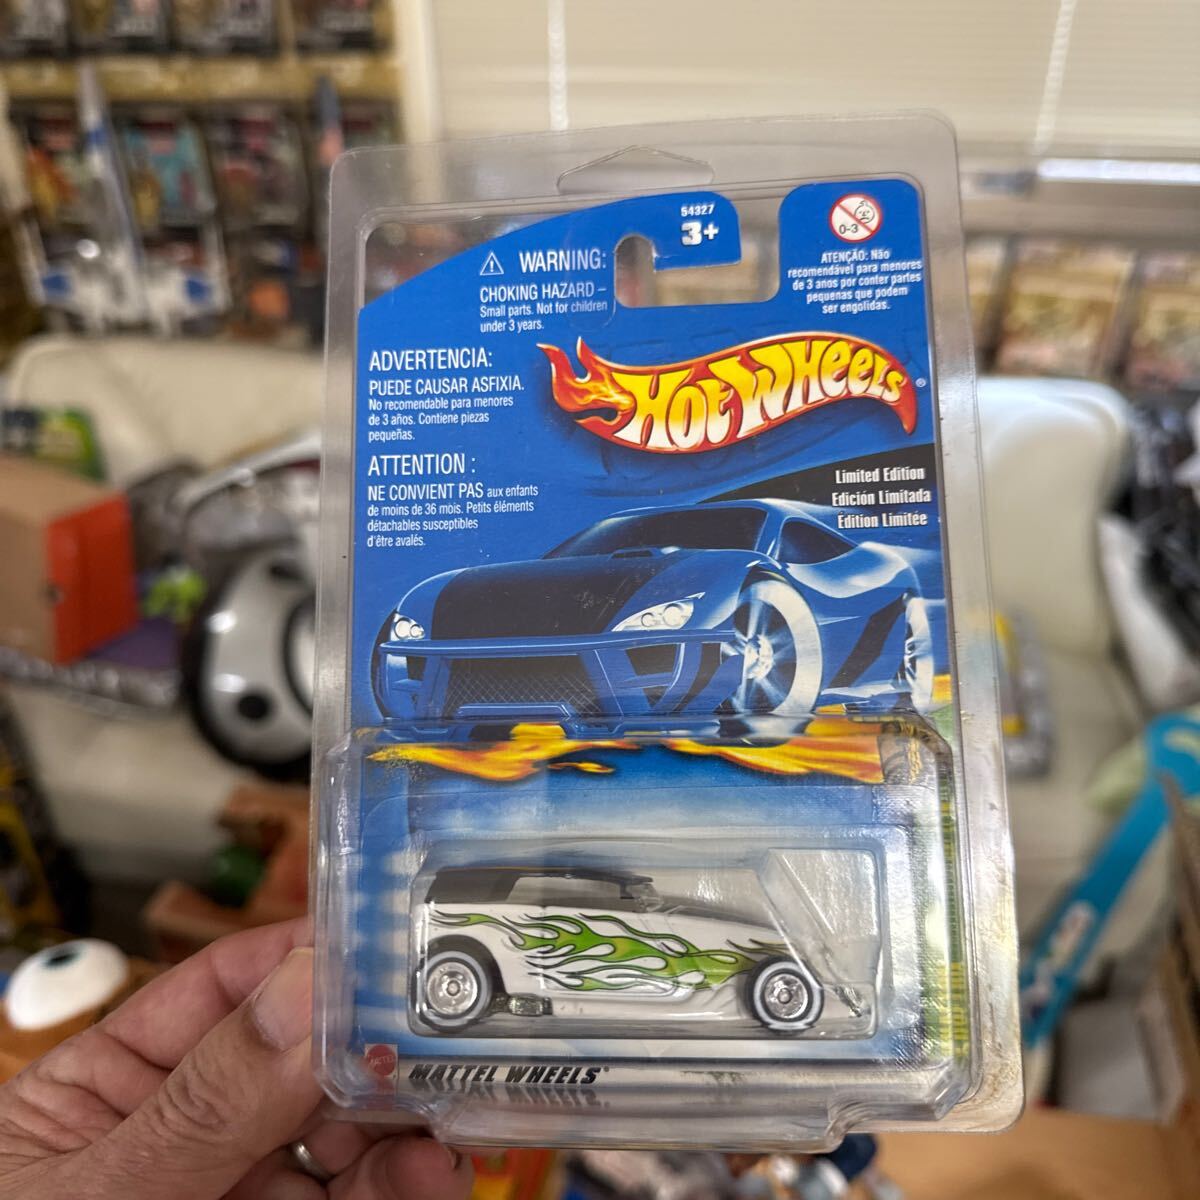 54327
3+
WARNING:
CHOKING HAZARD –
Small parts. Not for children
under 3 years.
ADVERTENCIA:
PUEDE CAUSAR ASFIXIA.
No recomendable para menores
de 3 años. Contiene piezas
pequeñas.
ATTENTION :
NE CONVIENT PAS aux enfants
de moins de 36 mois. Petits éléments
détachables susceptibles
d'être avalés.
0-3
ATENÇÃO: Não
recomendável para menores
de 3 anos por conter partes
pequenas que podem
ser engolidas.
HOT WHEELS®
Limited Edition
Edición Limitada
Édition Limitée
MATTEL
MATTEL WHEELS